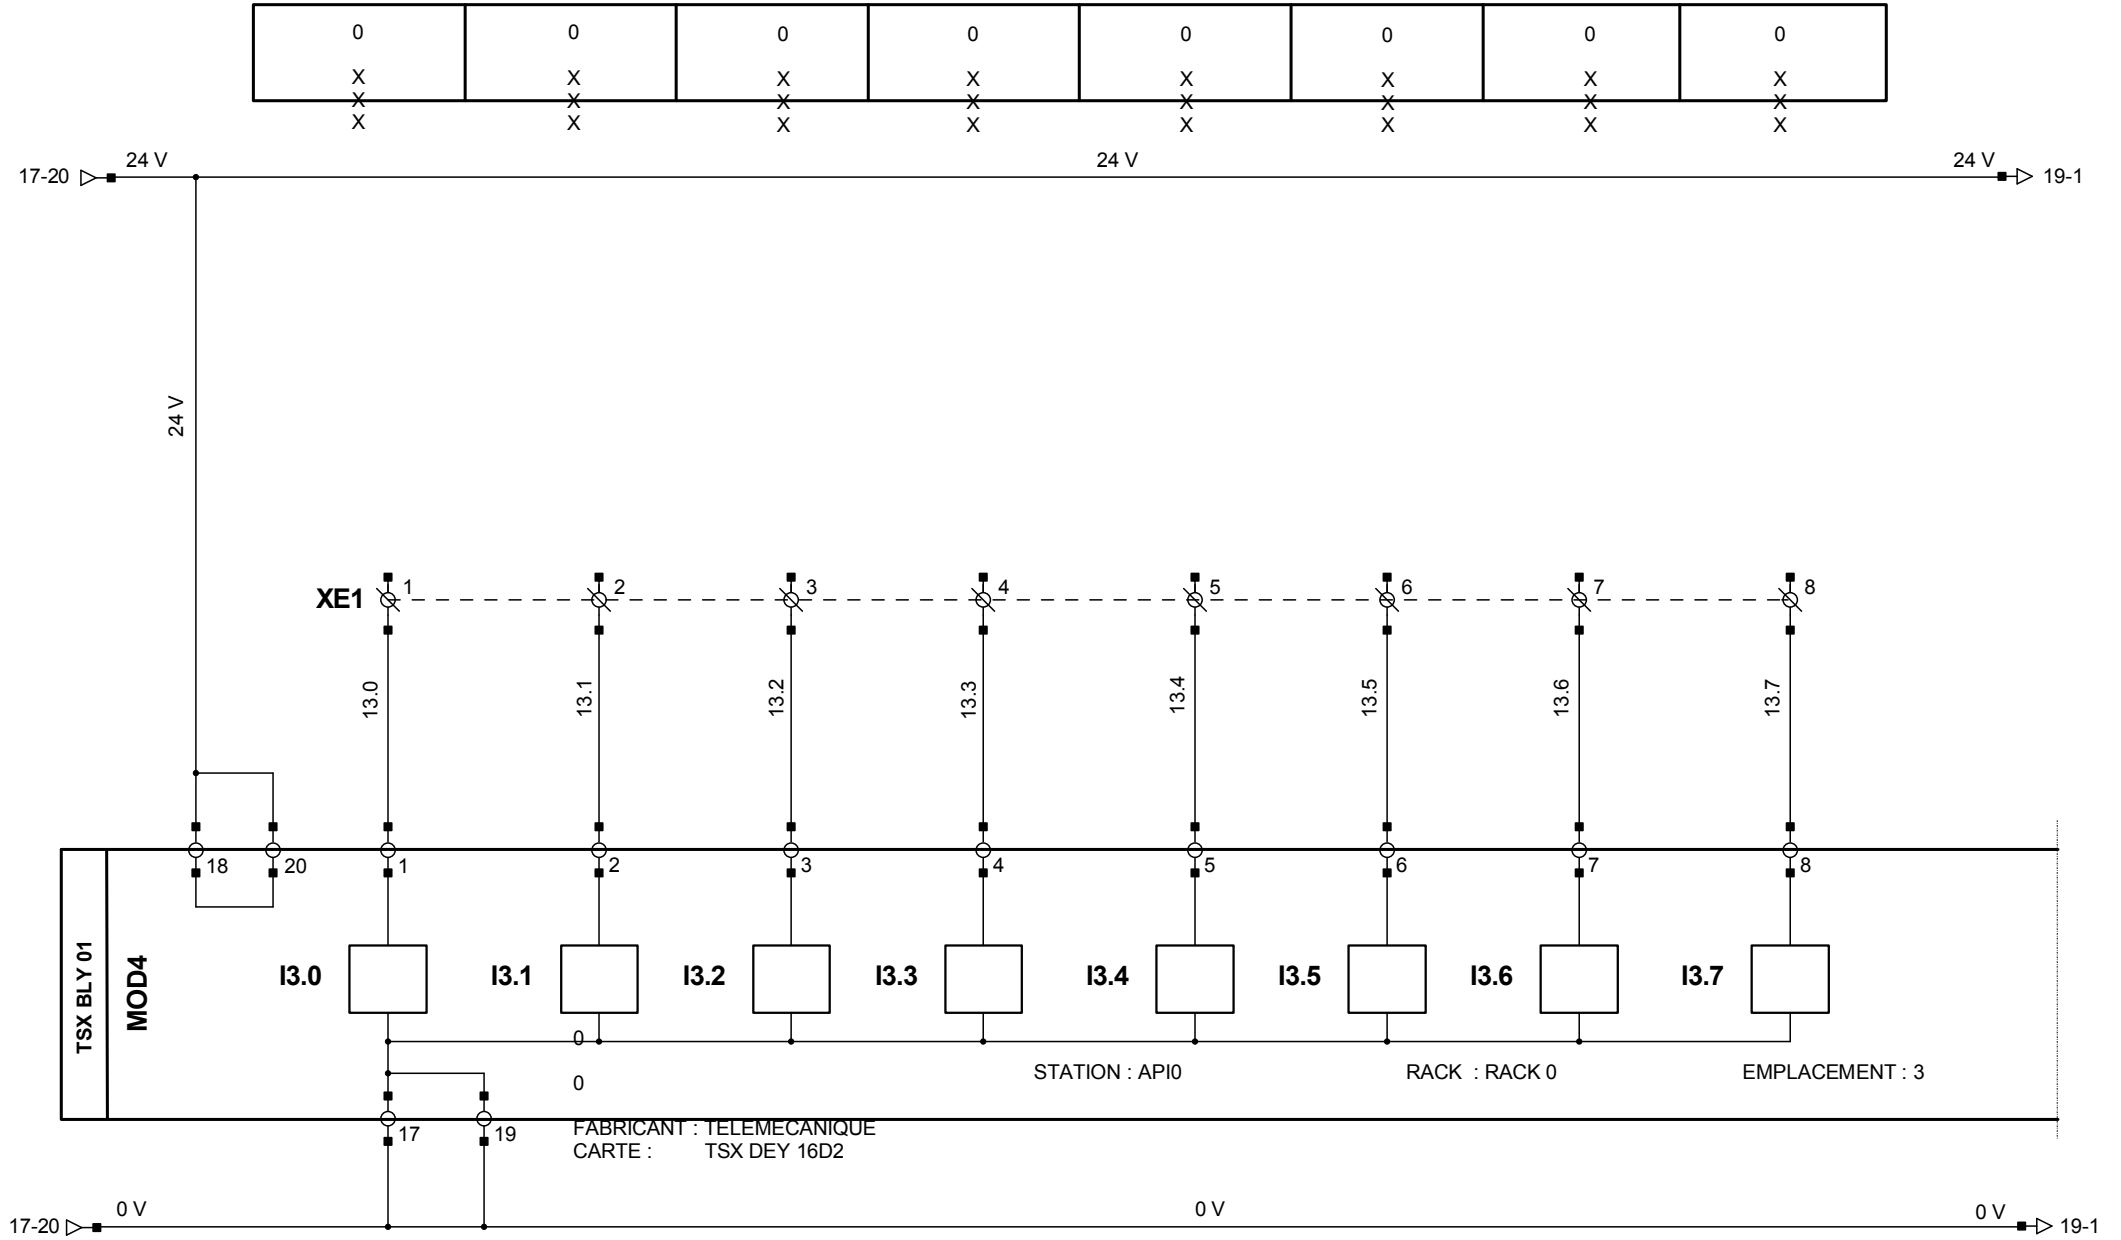 0 0 0 0 0 0 0 0
X X X X X X X X
X X X X X X X X
X X X X X X X X
24 V 24 V 24 V
17-20 19-1
24 V
XE1 1 2 3 4 5 6 7 8
13.0 13.1 13.2 13.3 13.4 13.5 13.6 13.7
18 20 1 2 3 4 5 6 7 8
TSX BLY 01
MOD4
I3.0 I3.1 I3.2 I3.3 I3.4 I3.5 I3.6 I3.7
0
STATION : API0 RACK : RACK 0 EMPLACEMENT : 3
0
17 19
FABRICANT : TELEMECANIQUE
CARTE : TSX DEY 16D2
0 V 0 V 0 V
17-20 19-1